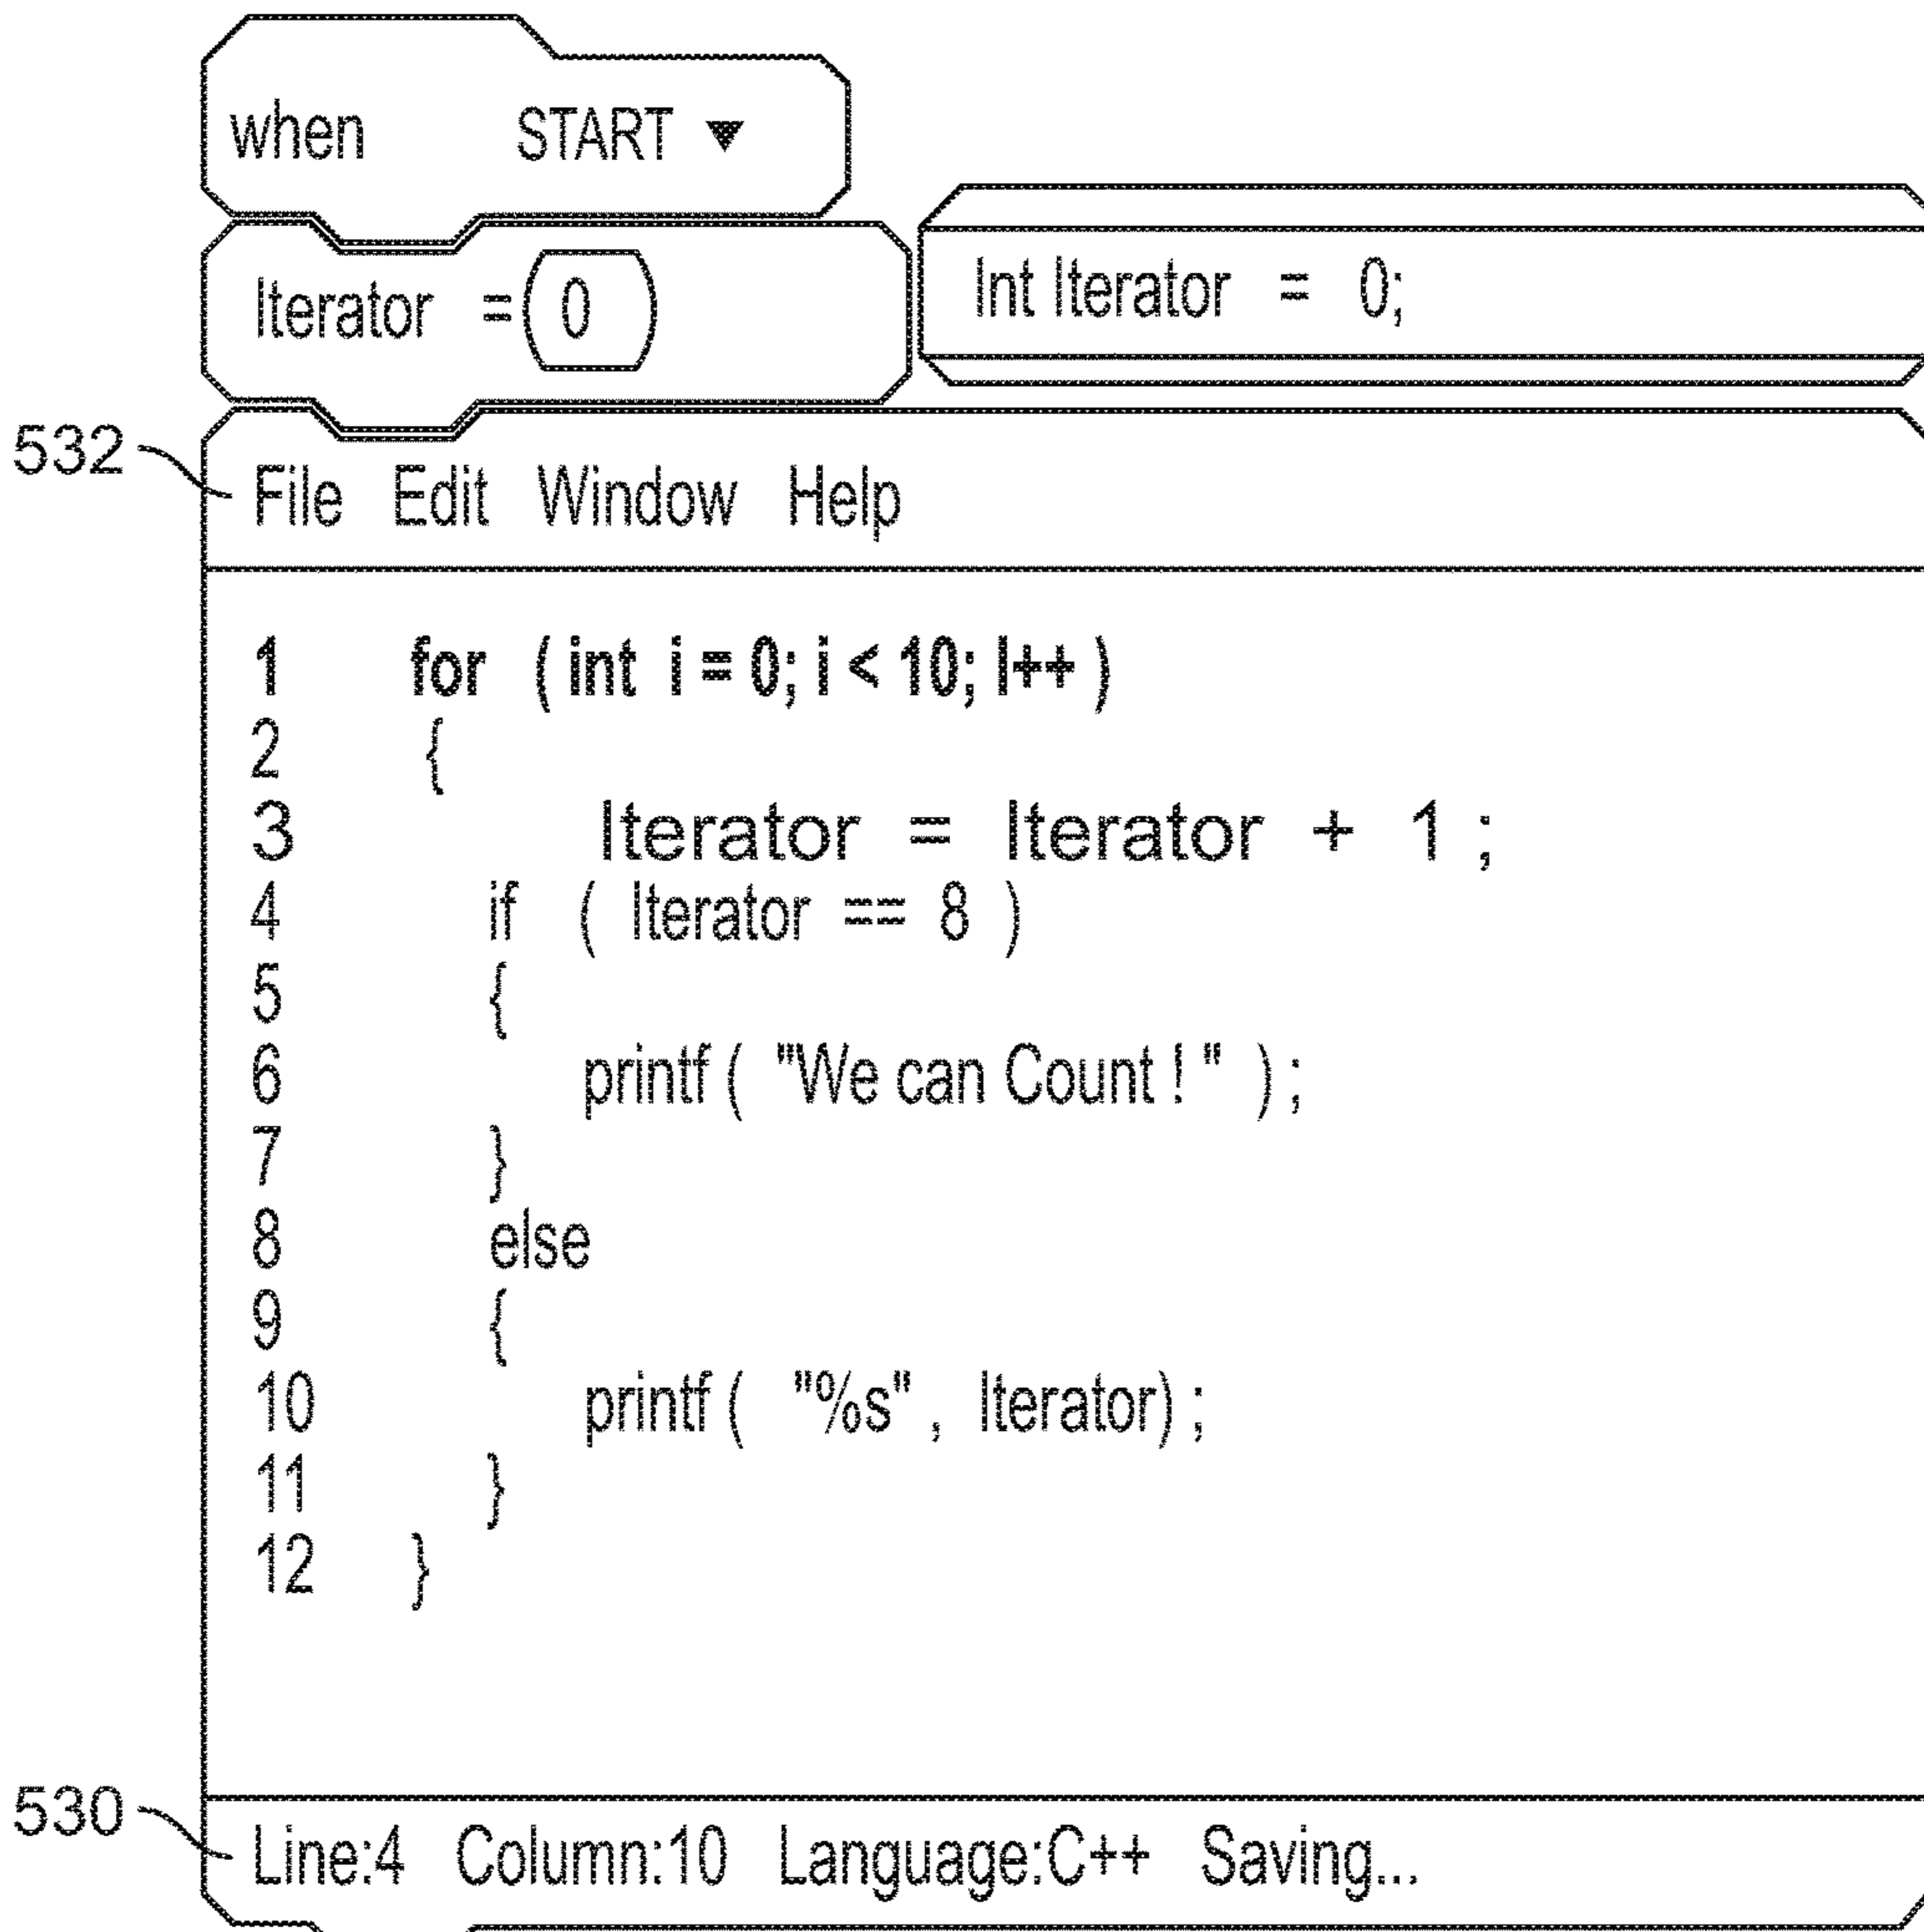 when START ▼
Iterator = 0
Int Iterator = 0;
532
File Edit Window Help
1 for ( int i = 0; i < 10; I++ )
2 {
3 Iterator = Iterator + 1 ;
4 if ( Iterator == 8 )
5 {
6 printf ( "We can Count ! " ) ;
7 }
8 else
9 {
10 printf ( "%s" , Iterator) ;
11 }
12 }
530
Line:4 Column:10 Language:C++ Saving...